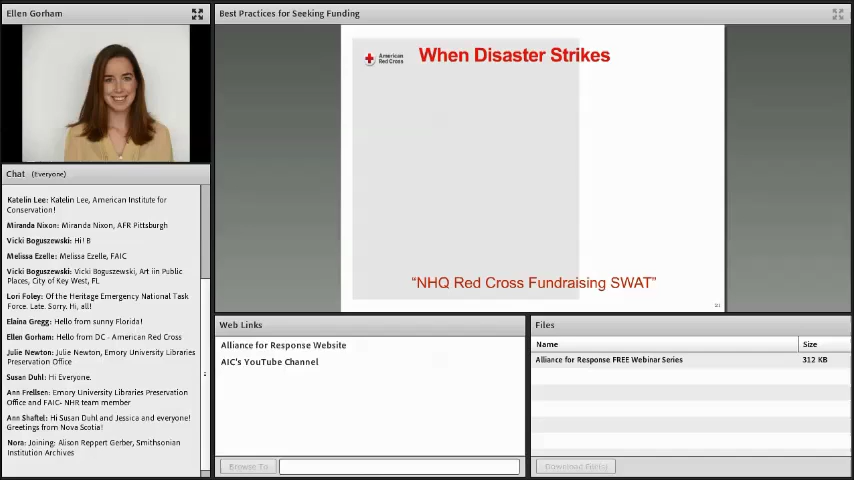 Ellen Gorham
Best Practices for Seeking Funding
American
Red Cross
When Disaster Strikes
“NHQ Red Cross Fundraising SWAT”
Chat (Everyone)
Katelin Lee: Katelin Lee, American Institute for
Conservation!
Miranda Nixon: Miranda Nixon, AFR Pittsburgh
Vicki Boguszewski: Hi! B
Melissa Ezelle: Melissa Ezelle, FAIC
Vicki Boguszewski: Vicki Boguszewski, Art iin Public
Places, City of Key West, FL
Lori Foley: Of the Heritage Emergency National Task
Force. Late. Sorry. Hi, all!
Elaina Gregg: Hello from sunny Florida!
Ellen Gorham: Hello from DC - American Red Cross
Julie Newton: Julie Newton, Emory University Libraries
Preservation Office
Susan Duhl: Hi Everyone.
Ann Frellsen: Emory University Libraries Preservation
Office and FAIC- NHR team member
Ann Shaftel: Hi Susan Duhl and Jessica and everyone!
Greetings from Nova Scotia!
Nora: Joining: Alison Reppert Gerber, Smithsonian
Institution Archives
Web Links
Alliance for Response Website
AIC's YouTube Channel
Browse To
Files
Name Size
Alliance for Response FREE Webinar Series 312 KB
Download File(s)